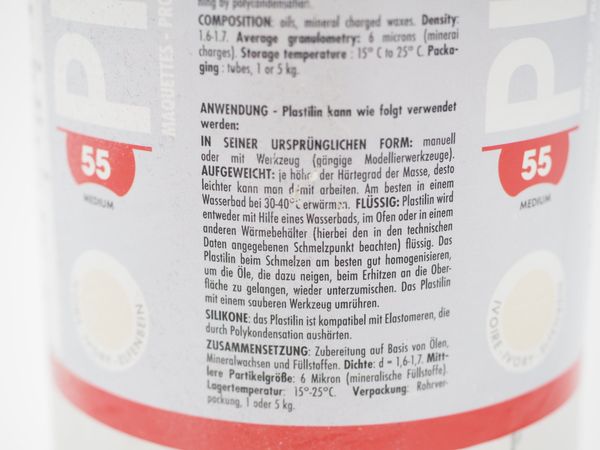 ning by polycondensation.
COMPOSITION: oils, mineral charged waxes. Density:
1.6-1.7. Average granulometry: 6 microns (mineral
charges). Storage temperature : 15° C to 25° C. Packa-
ging : tubes, 1 or 5 kg.
ANWENDUNG - Plastilin kann wie folgt verwendet
werden:
IN SEINER URSPRÜNGLICHEN FORM: manuell
oder mit Werkzeug (gängige Modellierwerkzeuge).
AUFGEWEICHT: je höher der Härtegrad der Masse, desto
leichter kann man damit arbeiten. Am besten in einem
Wasserbad bei 30-40°C erwärmen. FLÜSSIG: Plastilin wird
entweder mit Hilfe eines Wasserbads, im Ofen oder in einem
anderen Wärmebehälter (hierbei den in den technischen
Daten angegebenen Schmelzpunkt beachten) flüssig. Das
Plastilin beim Schmelzen am besten gut homogenisieren,
um die Öle, die dazu neigen, beim Erhitzen an die Ober-
fläche zu gelangen, wieder unterzumischen. Das Plastilin
mit einem sauberen Werkzeug umrühren.
SILIKONE: das Plastilin ist kompatibel mit Elastomeren, die
durch Polykondensation aushärten.
ZUSAMMENSETZUNG: Zubereitung auf Basis von Ölen,
Mineralwachsen und Füllstoffen. Dichte: d = 1,6-1,7. Mitt-
lere Partikelgröße: 6 Mikron (mineralische Füllstoffe).
Lagertemperatur: 15°-25°C. Verpackung: Rohrver-
packung, 1 oder 5 kg.
PL
MAQUETTES - PRO
55
MEDIUM
PL
55
MEDIUM
IVOIRE - IVORY